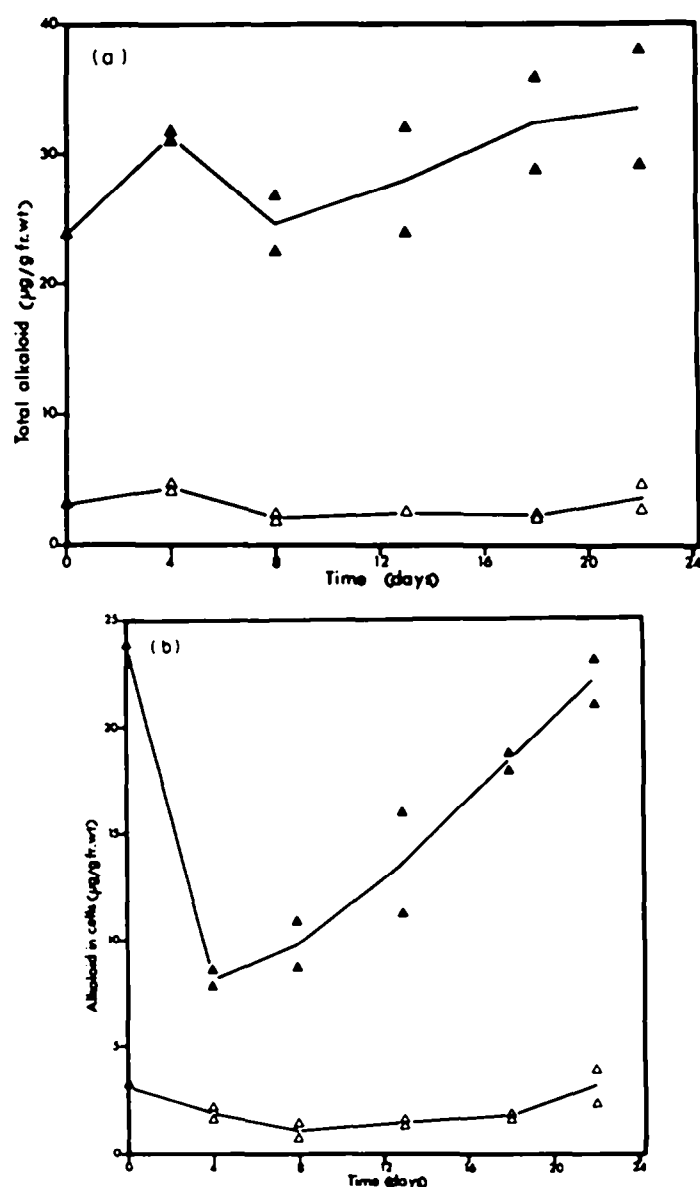 (a)
Total alkaloid (µg/g fr.wt)
40
30
20
10
0
0 4 8 12 16 20 24
Time (days)
(b)
Alkaloid in cells (µg/g fr.wt)
25
20
15
10
5
0
0 4 8 12 16 20 24
Time (days)